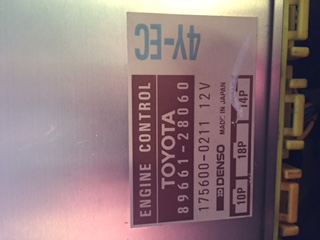 4Y-EC
ENGINE CONTROL
TOYOTA
89661-28060
175600-0211 12V
DENSO MADE IN JAPAN
10P 18P 14P